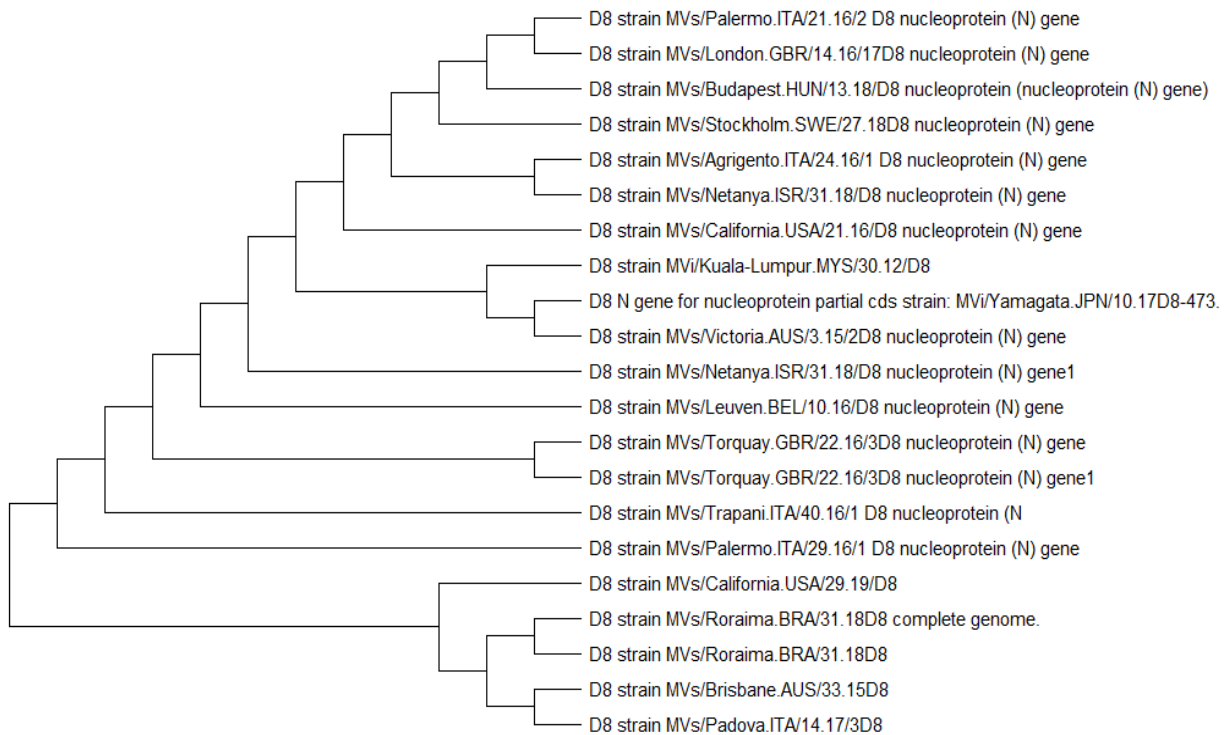 D8 strain MVs/Palermo.ITA/21.16/2 D8 nucleoprotein (N) gene
D8 strain MVs/London.GBR/14.16/17D8 nucleoprotein (N) gene
D8 strain MVs/Budapest.HUN/13.18/D8 nucleoprotein (nucleoprotein (N) gene)
D8 strain MVs/Stockholm.SWE/27.18D8 nucleoprotein (N) gene
D8 strain MVs/Agrigento.ITA/24.16/1 D8 nucleoprotein (N) gene
D8 strain MVs/Netanya.ISR/31.18/D8 nucleoprotein (N) gene
D8 strain MVs/California.USA/21.16/D8 nucleoprotein (N) gene
D8 strain MVi/Kuala-Lumpur.MYS/30.12/D8
D8 N gene for nucleoprotein partial cds strain: MVi/Yamagata.JPN/10.17D8-473.
D8 strain MVs/Victoria.AUS/3.15/2D8 nucleoprotein (N) gene
D8 strain MVs/Netanya.ISR/31.18/D8 nucleoprotein (N) gene1
D8 strain MVs/Leuven.BEL/10.16/D8 nucleoprotein (N) gene
D8 strain MVs/Torquay.GBR/22.16/3D8 nucleoprotein (N) gene
D8 strain MVs/Torquay.GBR/22.16/3D8 nucleoprotein (N) gene1
D8 strain MVs/Trapani.ITA/40.16/1 D8 nucleoprotein (N
D8 strain MVs/Palermo.ITA/29.16/1 D8 nucleoprotein (N) gene
D8 strain MVs/California.USA/29.19/D8
D8 strain MVs/Roraima.BRA/31.18D8 complete genome.
D8 strain MVs/Roraima.BRA/31.18D8
D8 strain MVs/Brisbane.AUS/33.15D8
D8 strain MVs/Padova.ITA/14.17/3D8